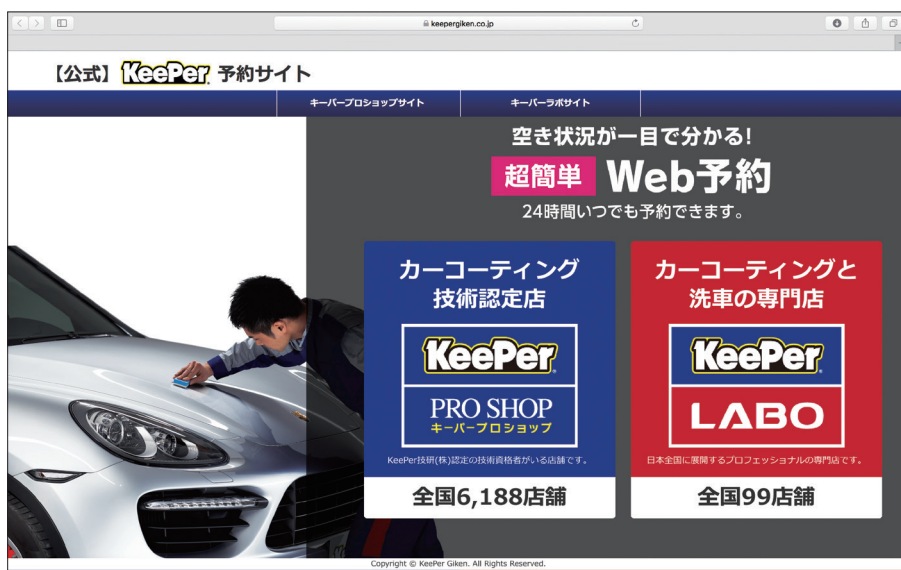 keepergiken.co.jp
【公式】KeePer 予約サイト
キーパープロショップサイト
キーパーラボサイト
空き状況が一目で分かる!
超簡単 Web予約
24時間いつでも予約できます。
カーコーティング
技術認定店
KeePer
PRO SHOP
キーパープロショップ
KeePer技研(株)認定の技術資格者がいる店舗です。
全国6,188店舗
カーコーティングと
洗車の専門店
KeePer
LABO
日本全国に展開するプロフェッショナルの専門店です。
全国99店舗
Copyright © KeePer Giken. All Rights Reserved.